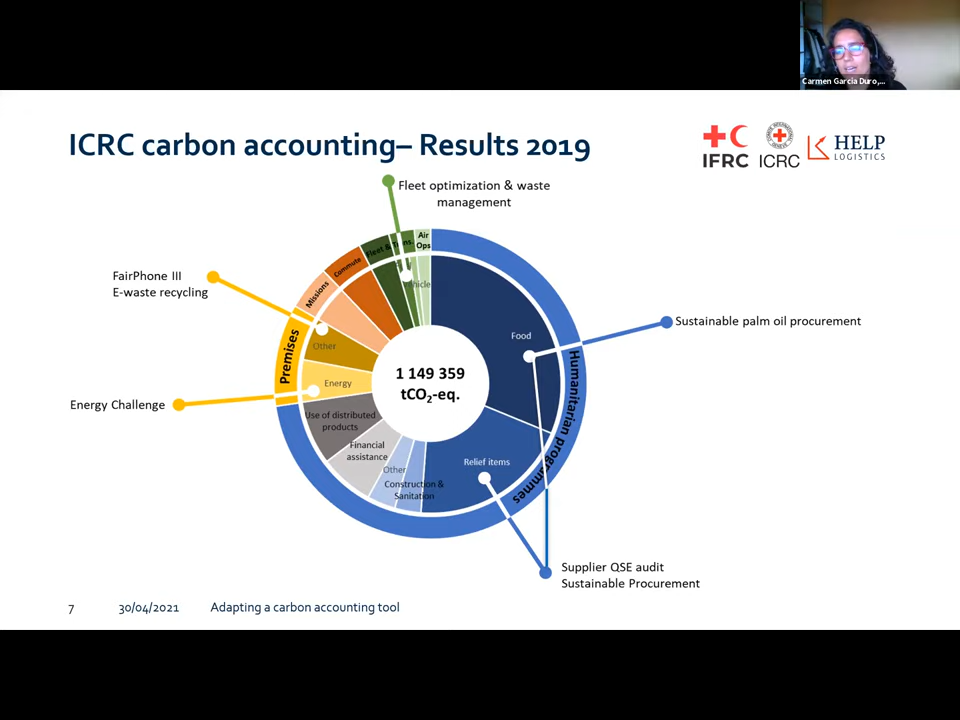 Carmen Garcia Duro,...
ICRC carbon accounting– Results 2019
IFRC
ICRC
HELP
LOGISTICS
Fleet optimization & waste
management
Air
Ops
Commute
Missions
FairPhone III
E-waste recycling
Premises
Other
Energy
Energy Challenge
Food
Sustainable palm oil procurement
1 149 359
tCO2-eq.
Humanitarian programmes
Use of distributed
products
Financial
assistance
Other
Construction &
Sanitation
Relief items
Supplier QSE audit
Sustainable Procurement
7
30/04/2021
Adapting a carbon accounting tool